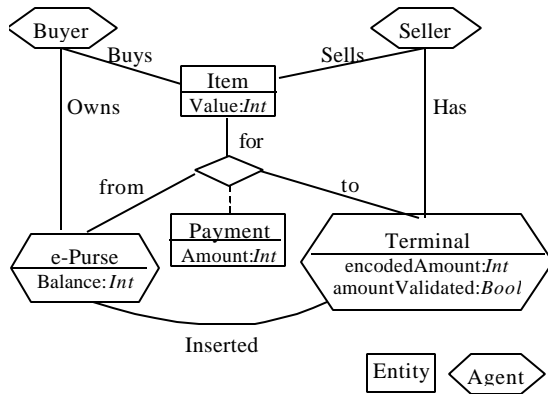 Buyer
Seller
Buys
Sells
Item
Value:Int
Owns
Has
for
from
to
Payment
Amount:Int
e-Purse
Balance:Int
Terminal
encodedAmount:Int
amountValidated:Bool
Inserted
Entity
Agent